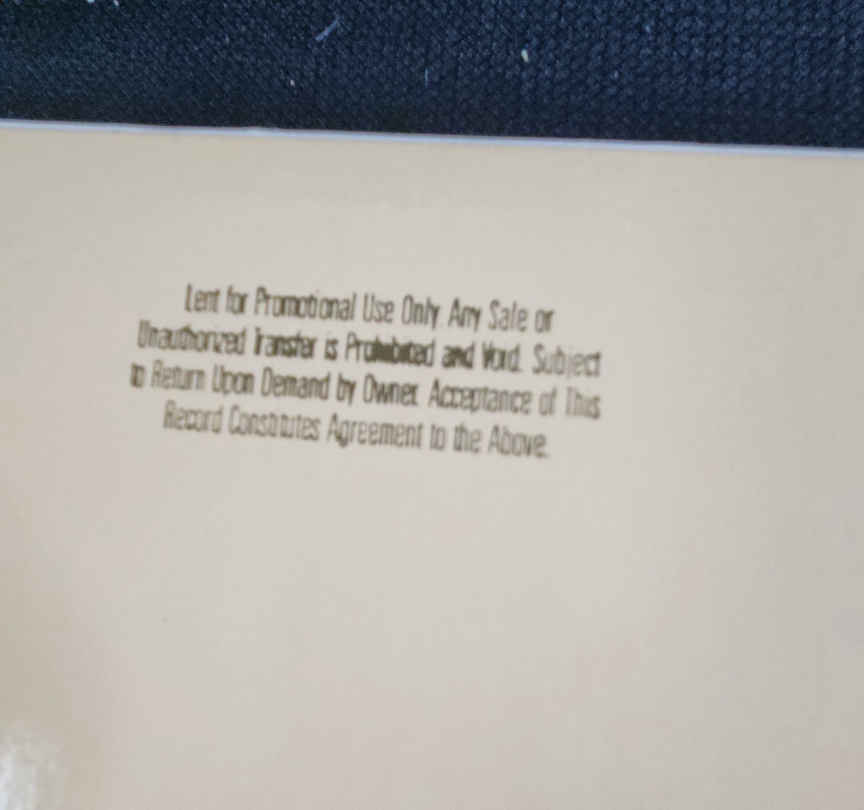 Lent for Promotional Use Only. Any Sale or
Unauthorized Transfer is Prohibited and Void. Subject
to Return Upon Demand by Owner. Acceptance of This
Record Constitutes Agreement to the Above.